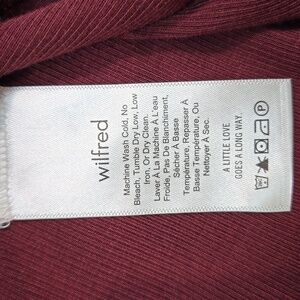 wilfred
Machine Wash Cold, No
Bleach, Tumble Dry Low, Low
Iron, Or Dry Clean.
Laver À La Machine À L'eau
Froide, Pas De Blanchiment,
Sécher À Basse
Température, Repasser À
Basse Température, Ou
Nettoyer À Sec.
A LITTLE LOVE
GOES A LONG WAY.
P